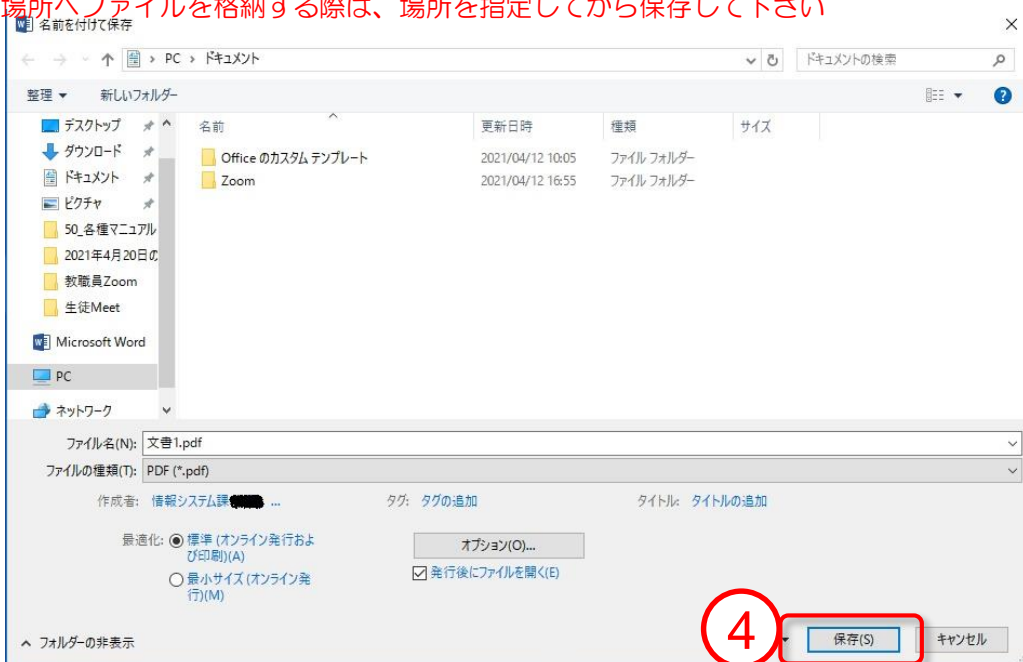 場所へファイルを格納する際は、場所を指定してから保存して下さい
名前を付けて保存
PC › ドキュメント
ドキュメントの検索
整理 新しいフォルダー
名前 更新日時 種類 サイズ
デスクトップ
ダウンロード
ドキュメント
ピクチャ
50_各種マニュアル
2021年4月20日の
教職員Zoom
生徒Meet
Microsoft Word
PC
ネットワーク
Office のカスタム テンプレート 2021/04/12 10:05 ファイル フォルダー
Zoom 2021/04/12 16:55 ファイル フォルダー
ファイル名(N): 文書1.pdf
ファイルの種類(T): PDF (*.pdf)
作成者: 情報システム課 ... タグ: タグの追加 タイトル: タイトルの追加
最適化: 標準 (オンライン発行およ
び印刷)(A)
最小サイズ (オンライン発
行)(M)
オプション(O)...
発行後にファイルを開く(E)
フォルダーの非表示
4
保存(S) キャンセル